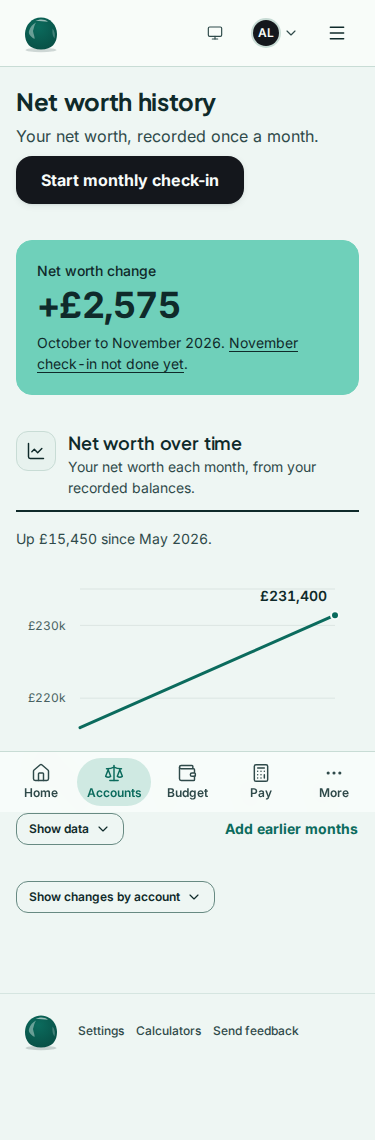 AL
Net worth history
Your net worth, recorded once a month.
Start monthly check-in
Net worth change
+£2,575
October to November 2026. November
check-in not done yet.
Net worth over time
Your net worth each month, from your
recorded balances.
Up £15,450 since May 2026.
£231,400
£230k
£220k
Home
Accounts
Budget
Pay
More
Show data
Add earlier months
Show changes by account
Settings
Calculators
Send feedback